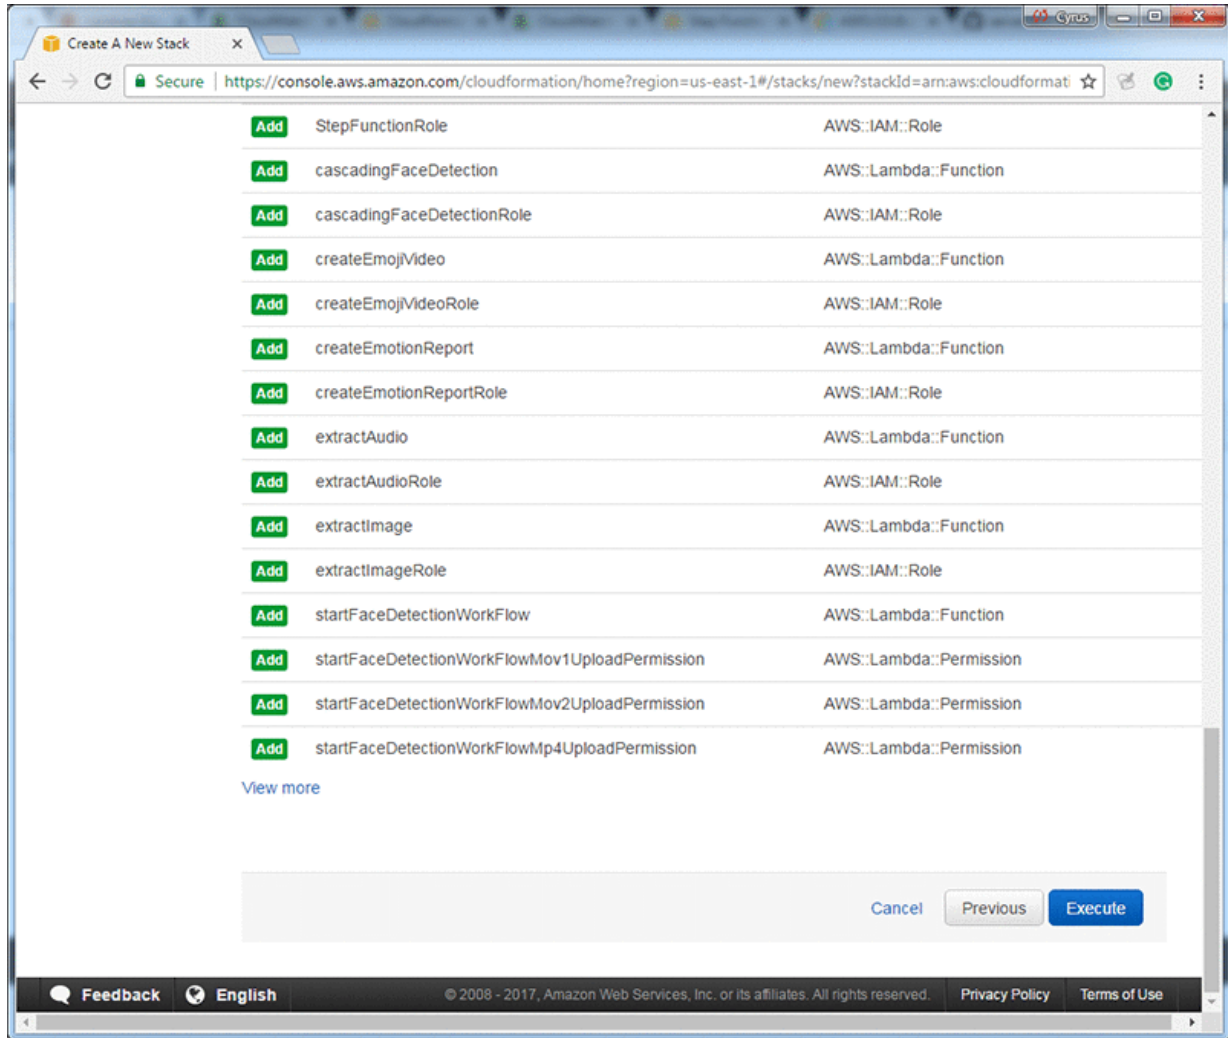 Cyrus
Create A New Stack
Secure https://console.aws.amazon.com/cloudformation/home?region=us-east-1#/stacks/new?stackId=arn:aws:cloudformati
Add StepFunctionRole AWS::IAM::Role
Add cascadingFaceDetection AWS::Lambda::Function
Add cascadingFaceDetectionRole AWS::IAM::Role
Add createEmojiVideo AWS::Lambda::Function
Add createEmojiVideoRole AWS::IAM::Role
Add createEmotionReport AWS::Lambda::Function
Add createEmotionReportRole AWS::IAM::Role
Add extractAudio AWS::Lambda::Function
Add extractAudioRole AWS::IAM::Role
Add extractImage AWS::Lambda::Function
Add extractImageRole AWS::IAM::Role
Add startFaceDetectionWorkFlow AWS::Lambda::Function
Add startFaceDetectionWorkFlowMov1UploadPermission AWS::Lambda::Permission
Add startFaceDetectionWorkFlowMov2UploadPermission AWS::Lambda::Permission
Add startFaceDetectionWorkFlowMp4UploadPermission AWS::Lambda::Permission
View more
Cancel Previous Execute
Feedback English © 2008 - 2017, Amazon Web Services, Inc. or its affiliates. All rights reserved. Privacy Policy Terms of Use